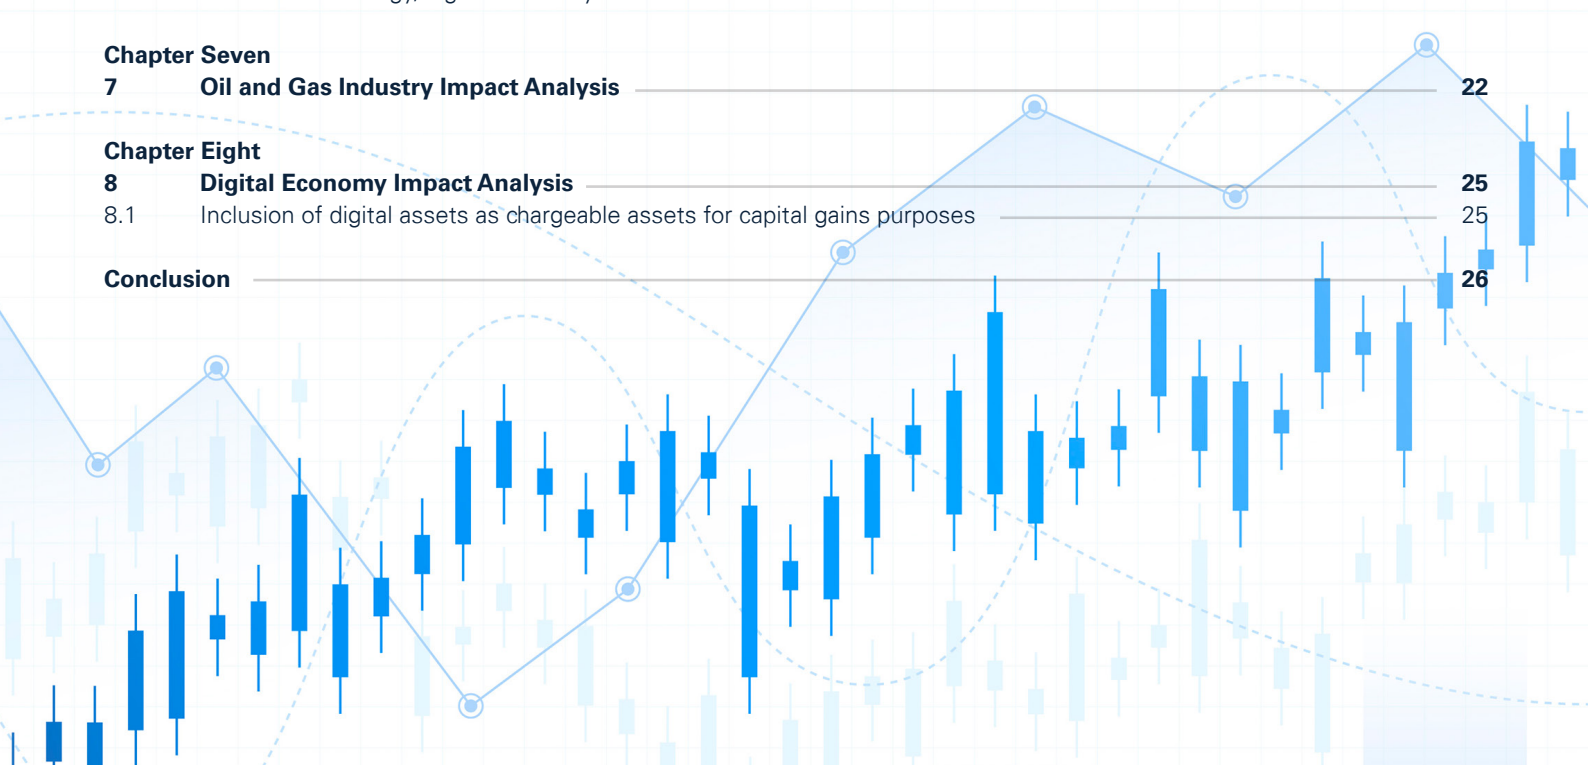 Chapter Seven
7 Oil and Gas Industry Impact Analysis 22
Chapter Eight
8 Digital Economy Impact Analysis 25
8.1 Inclusion of digital assets as chargeable assets for capital gains purposes 25
Conclusion 26